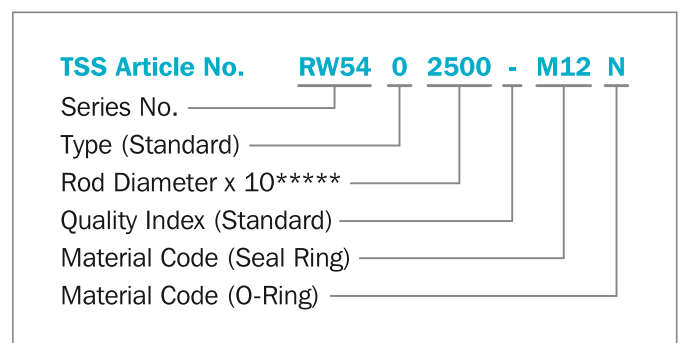 TSS Article No. RW54 0 2500 - M12 N
Series No.
Type (Standard)
Rod Diameter x 10*****
Quality Index (Standard)
Material Code (Seal Ring)
Material Code (O-Ring)